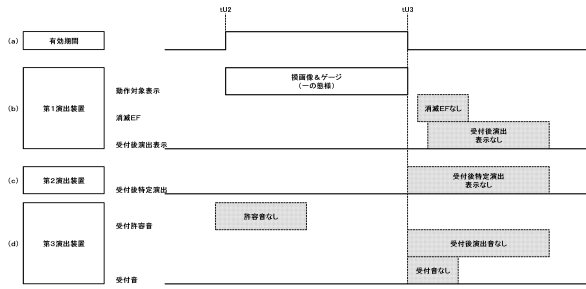 tU2
tU3
(a)
有効期間
(b)
第1演出装置
動作対象表示
操画像&ゲージ
(一の態様)
消滅EF
消滅EFなし
受付後演出表示
受付後演出
表示なし
(c)
第2演出装置
受付後特定演出
受付後特定演出
表示なし
(d)
第3演出装置
受付許容音
許容音なし
受付後演出音なし
受付音
受付音なし